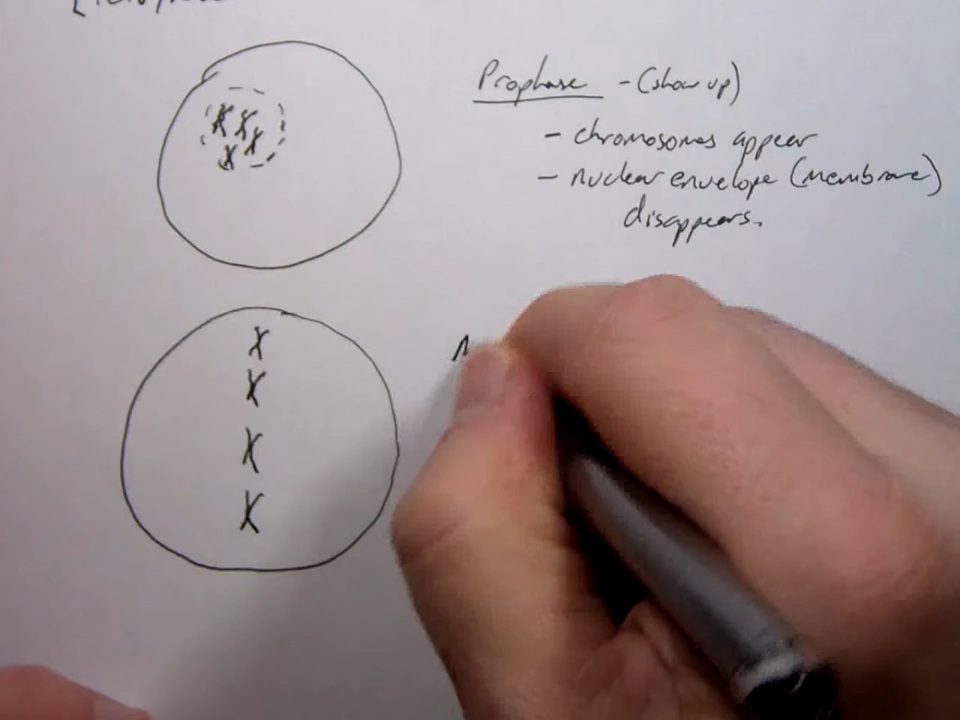 Prophase - (show up)
- chromosomes appear
- nuclear envelope (membrane)
disappears.